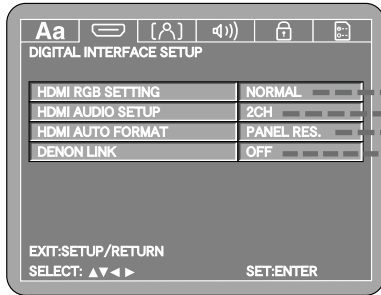 Aa
DIGITAL INTERFACE SETUP
HDMI RGB SETTING NORMAL
HDMI AUDIO SETUP 2CH
HDMI AUTO FORMAT PANEL RES.
DENON LINK OFF
EXIT:SETUP/RETURN
SELECT: ▲▼◄► SET:ENTER